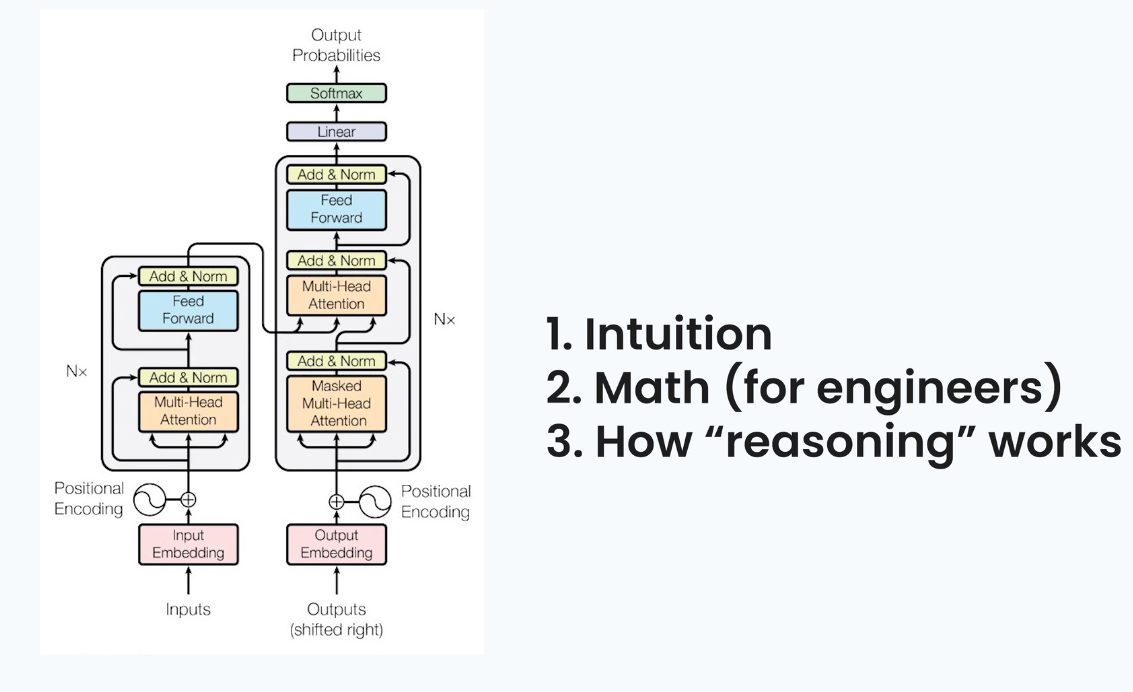 Output
Probabilities
Softmax
Linear
Add & Norm
Feed
Forward
Add & Norm
Multi-Head
Attention
Nx
Add & Norm
Masked
Multi-Head
Attention
Add & Norm
Feed
Forward
Nx
Add & Norm
Multi-Head
Attention
Positional
Encoding
Positional
Encoding
Input
Embedding
Output
Embedding
Inputs
Outputs
(shifted right)
1. Intuition
2. Math (for engineers)
3. How “reasoning” works